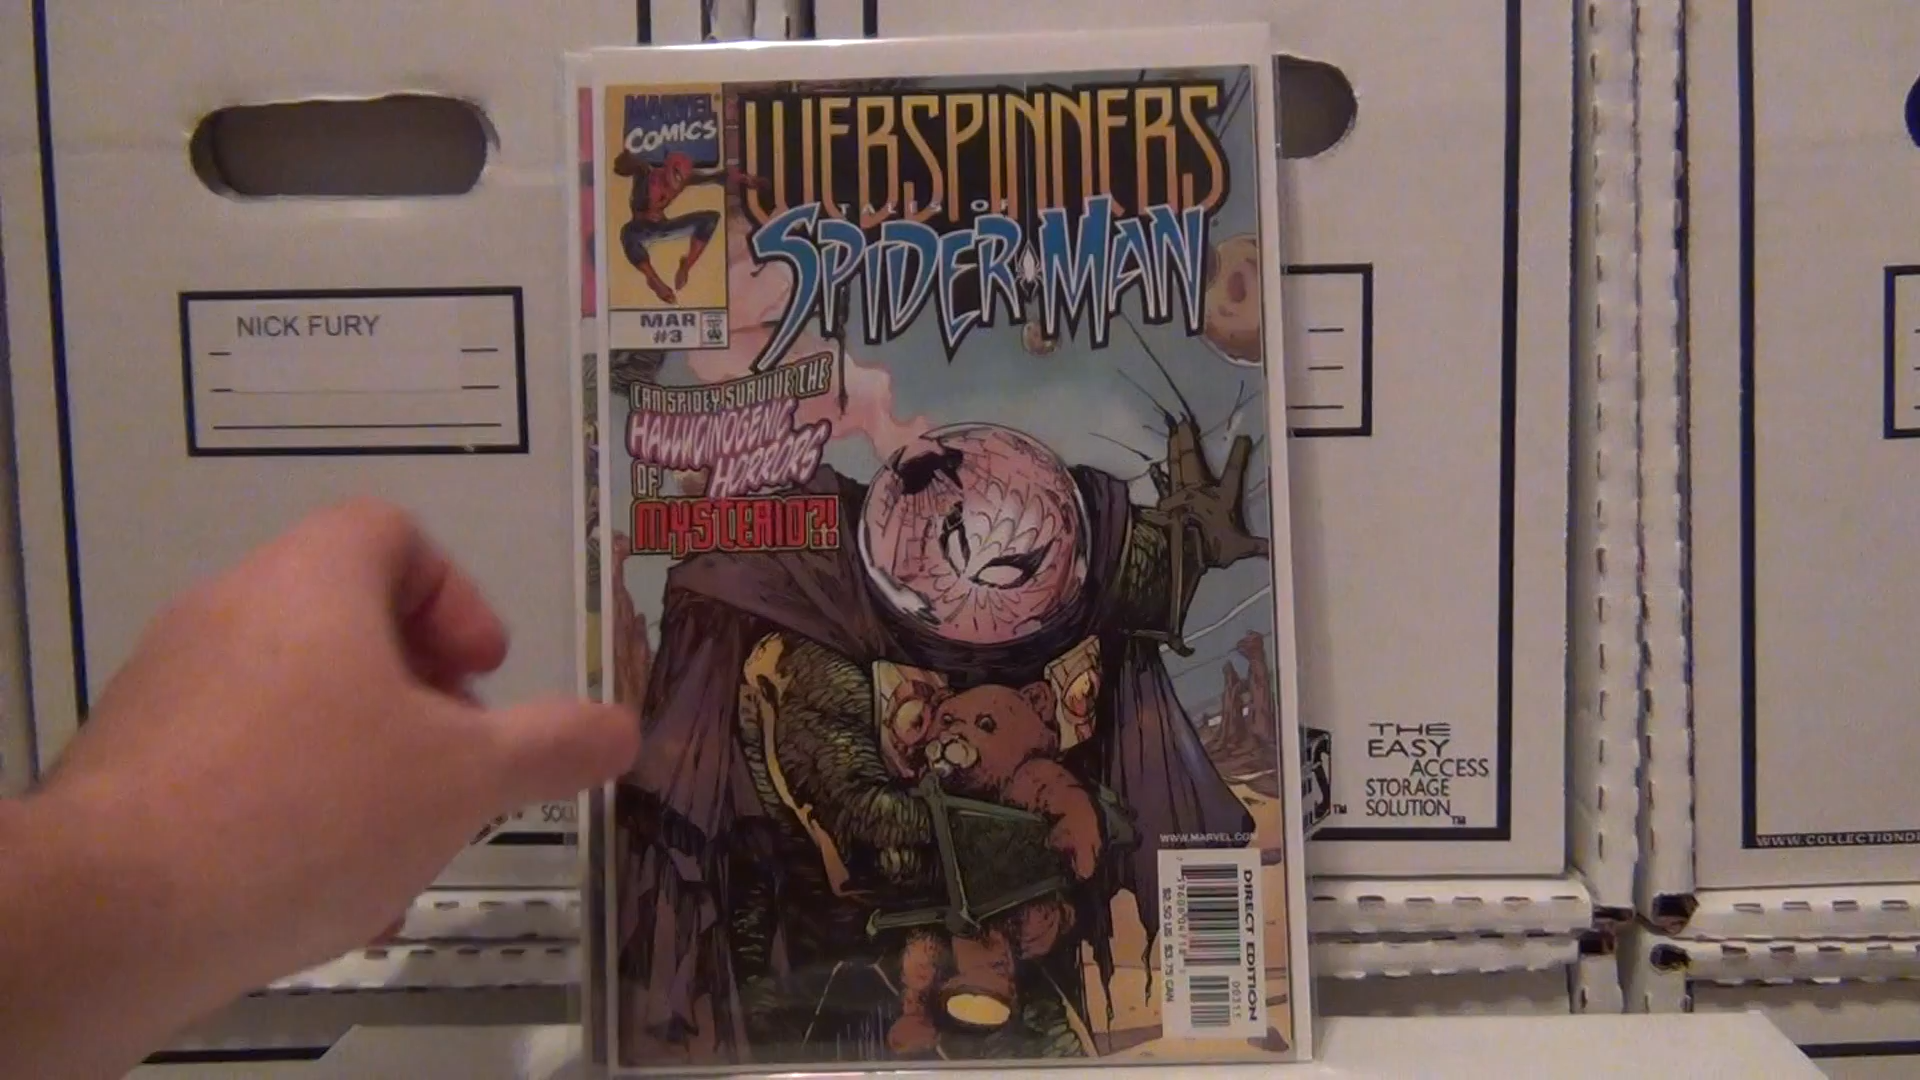 MARVEL
COMICS
WEBSPINNERS
TALES OF
SPIDER-MAN
MAR
#3
CAN SPIDEY SURVIVE THE
HALLUCINOGENIC
HORRORS
OF
MYSTERIO?!
WWW.MARVEL.COM
DIRECT EDITION
$2.50 US $3.75 CAN
NICK FURY
THE
EASY
ACCESS
STORAGE
SOLUTION™